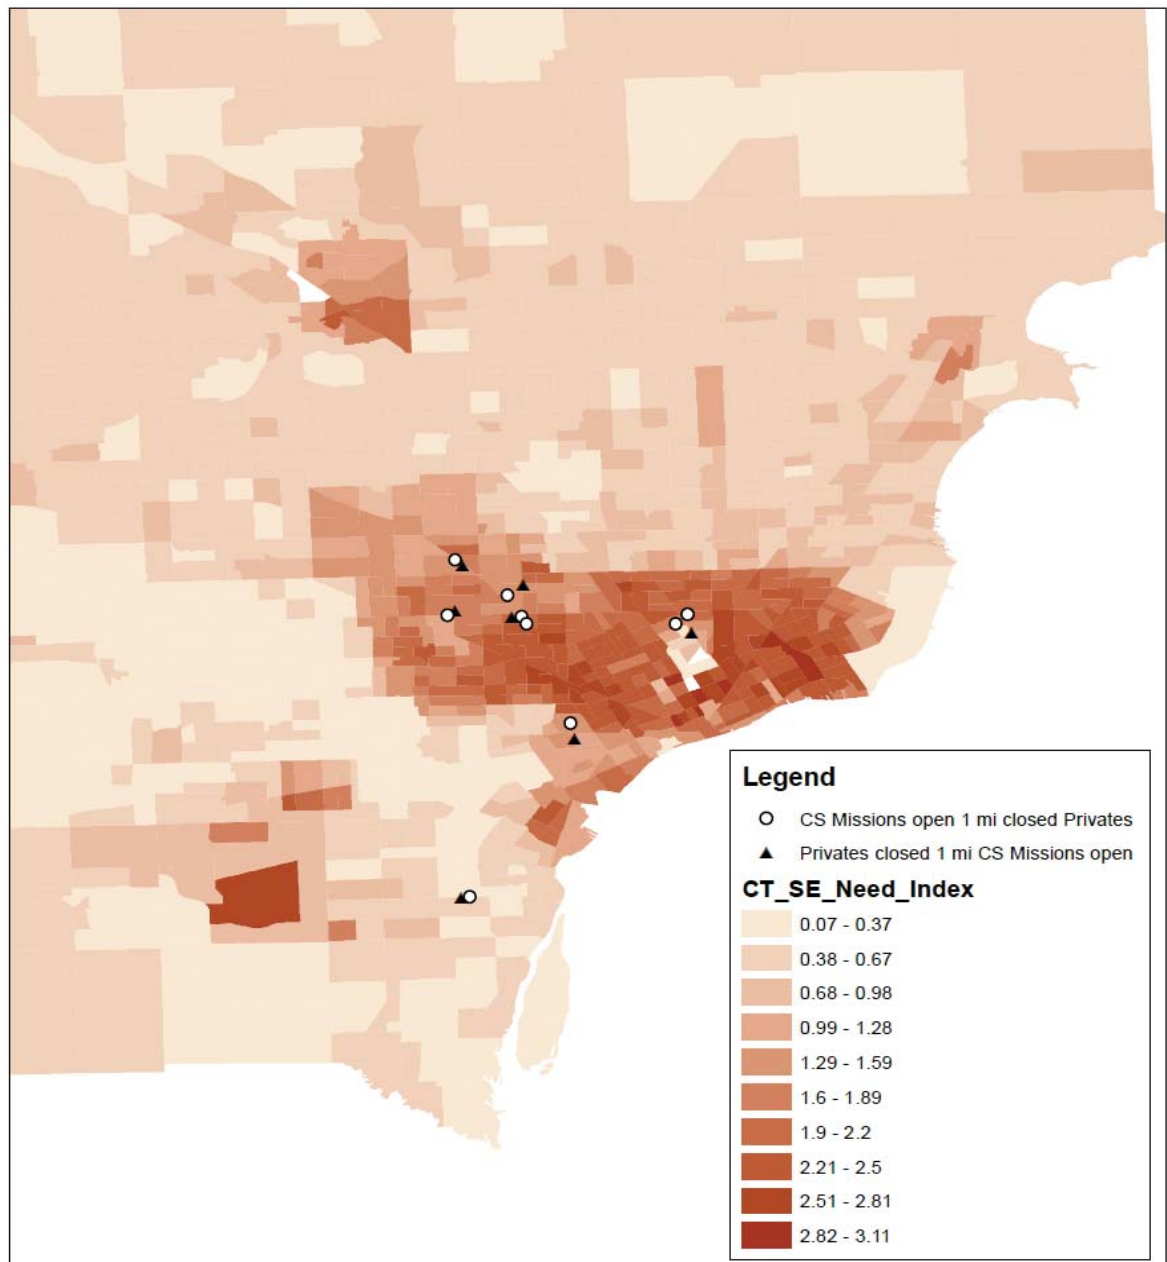 Legend
CS Missions open 1 mi closed Privates
Privates closed 1 mi CS Missions open
CT_SE_Need_Index
0.07 - 0.37
0.38 - 0.67
0.68 - 0.98
0.99 - 1.28
1.29 - 1.59
1.6 - 1.89
1.9 - 2.2
2.21 - 2.5
2.51 - 2.81
2.82 - 3.11